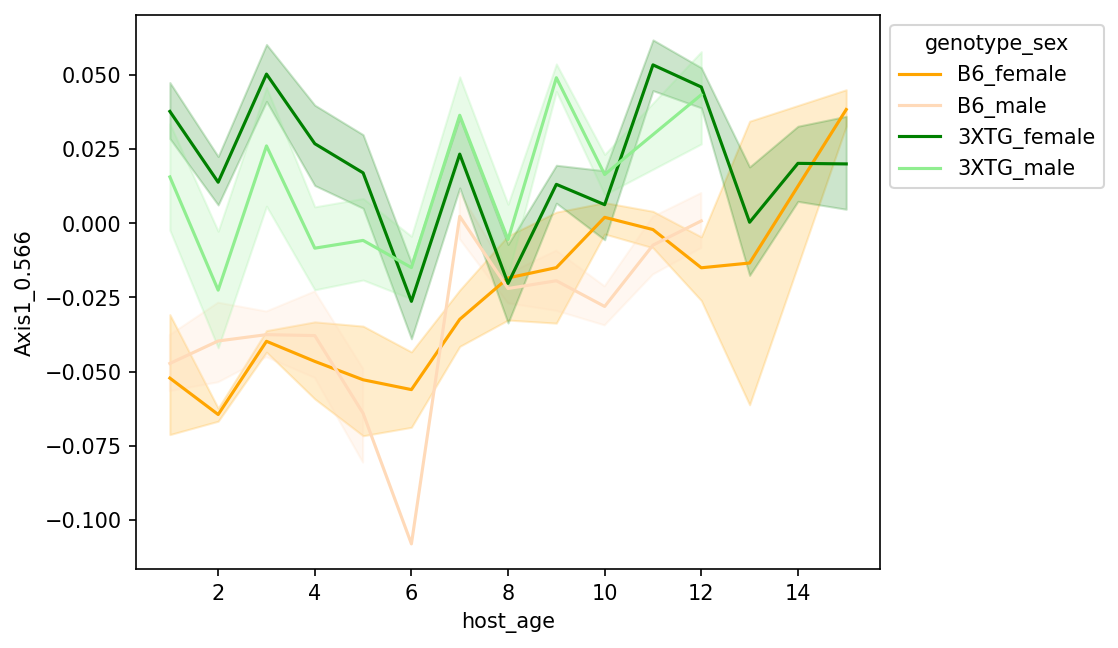 genotype_sex
B6_female
B6_male
3XTG_female
3XTG_male
0.050
0.025
0.000
−0.025
−0.050
−0.075
−0.100
Axis1_0.566
2 4 6 8 10 12 14
host_age